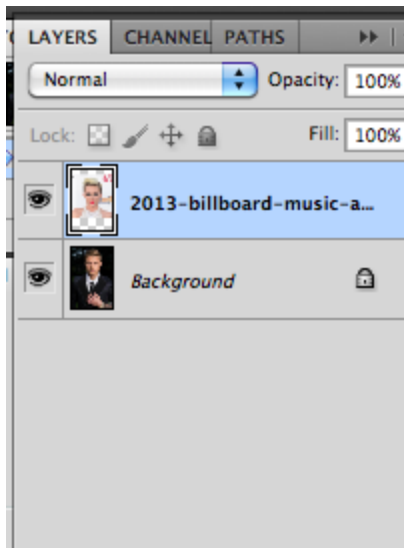 LAYERS CHANNEL PATHS
Normal Opacity: 100%
Lock: Fill: 100%
2013-billboard-music-a...
Background